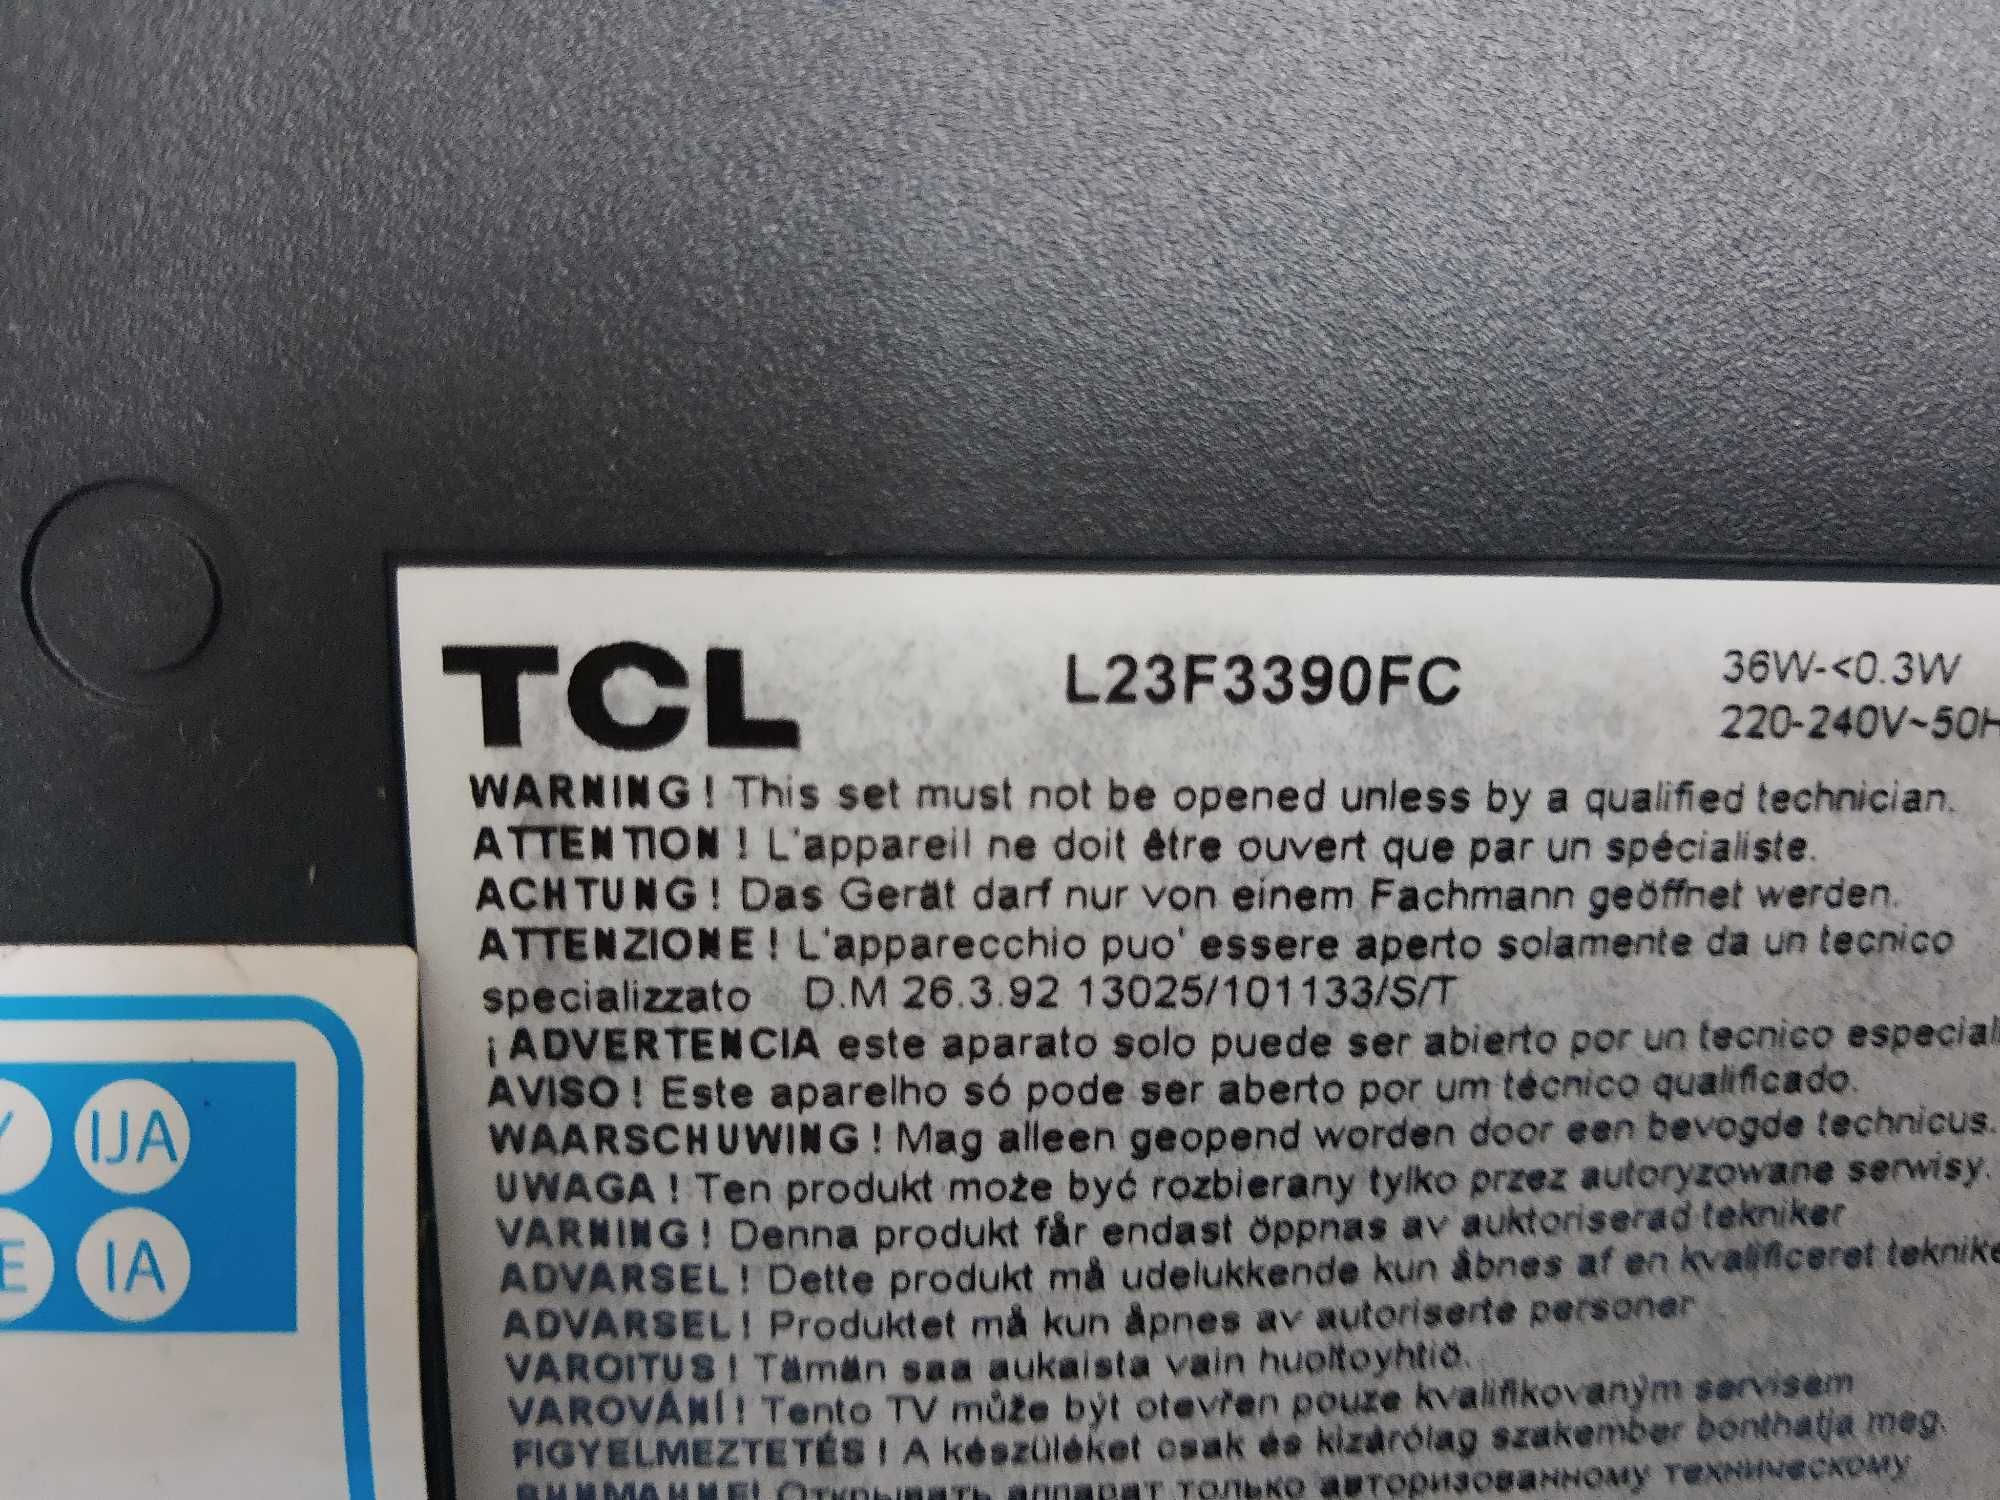 TCL L23F3390FC 36W-<0.3W
220-240V~50H
WARNING! This set must not be opened unless by a qualified technician.
ATTENTION! L'appareil ne doit être ouvert que par un spécialiste.
ACHTUNG! Das Gerät darf nur von einem Fachmann geöffnet werden.
ATTENZIONE! L'apparecchio puo' essere aperto solamente da un tecnico
specializzato D.M 26.3.92 13025/101133/S/T
¡ADVERTENCIA este aparato solo puede ser abierto por un tecnico especiali
AVISO! Este aparelho só pode ser aberto por um técnico qualificado.
WAARSCHUWING! Mag alleen geopend worden door een bevogde technicus.
UWAGA! Ten produkt może być rozbierany tylko przez autoryzowane serwisy.
VARNING! Denna produkt får endast öppnas av auktoriserad tekniker
ADVARSEL! Dette produkt må udelukkende kun åbnes af en kvalificeret teknike
ADVARSEL! Produktet må kun åpnes av autoriserte personer
VAROITUS! Tämän saa aukaista vain huoltoyhtiö.
VAROVÁNÍ! Tento TV může být otevřen pouze kvalifikovaným servisem
FIGYELMEZTETÉS! A készüléket csak és kizárólag szakember bonthatja meg.
ВНИМАНИЕ! Открывать аппарат только авторизованному техническому
Y IJA
E IA